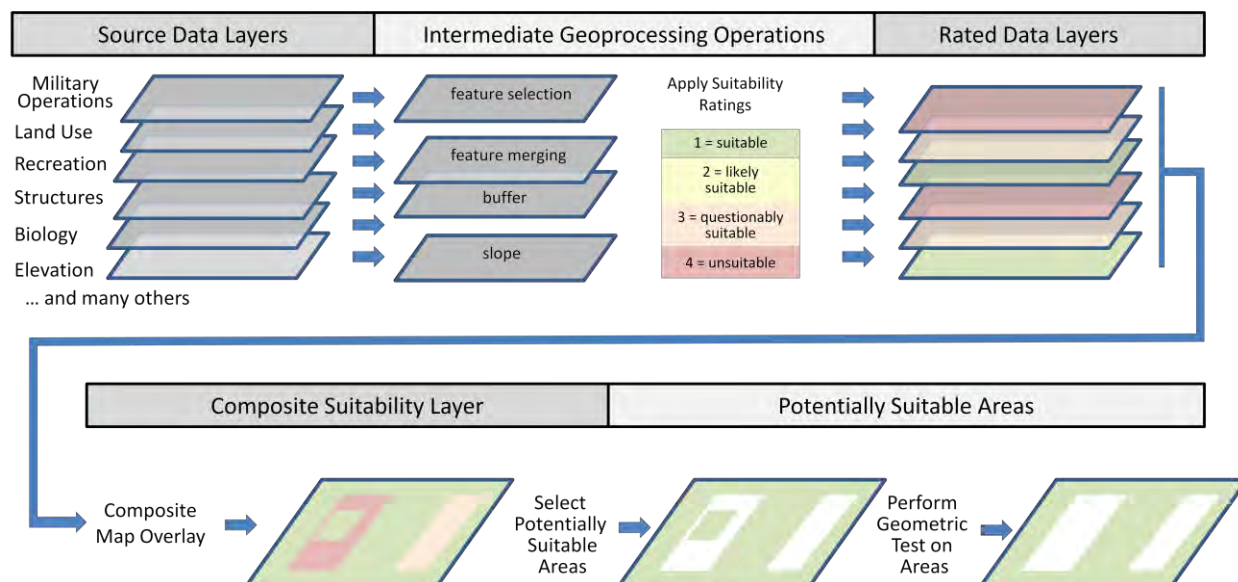 Source Data Layers
Intermediate Geoprocessing Operations
Rated Data Layers
Military
Operations
Land Use
Recreation
Structures
Biology
Elevation
... and many others
feature selection
feature merging
buffer
slope
Apply Suitability
Ratings
1 = suitable
2 = likely
suitable
3 = questionably
suitable
4 = unsuitable
Composite Suitability Layer
Potentially Suitable Areas
Composite
Map Overlay
Select
Potentially
Suitable
Areas
Perform
Geometric
Test on
Areas